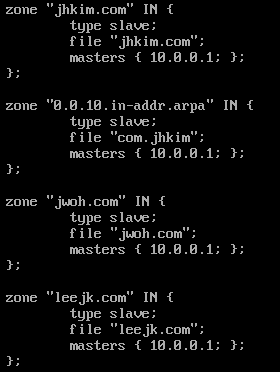 zone "jhkim.com" IN {
        type slave;
        file "jhkim.com";
        masters { 10.0.0.1; };
};

zone "0.0.10.in-addr.arpa" IN {
        type slave;
        file "com.jhkim";
        masters { 10.0.0.1; };
};

zone "jwoh.com" IN {
        type slave;
        file "jwoh.com";
        masters { 10.0.0.1; };
};

zone "leejk.com" IN {
        type slave;
        file "leejk.com";
        masters { 10.0.0.1; };
};